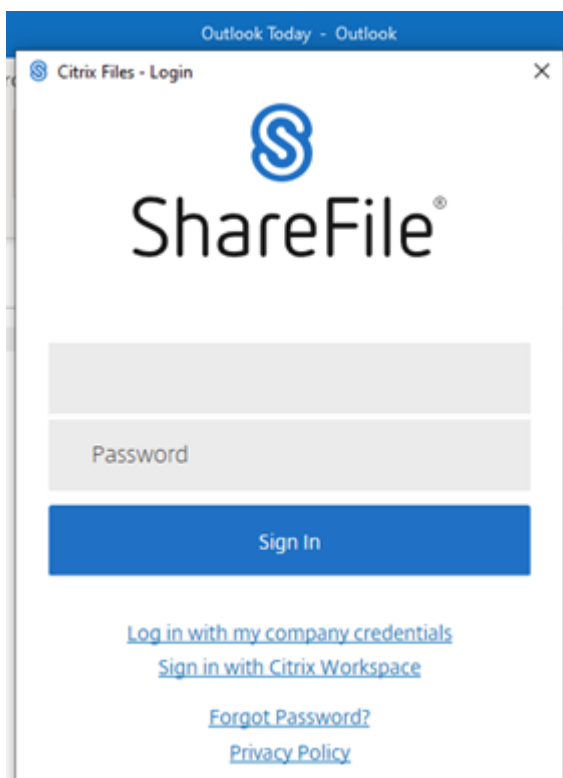 Outlook Today - Outlook
Citrix Files - Login
ShareFile®
Password
Sign In
Log in with my company credentials
Sign in with Citrix Workspace
Forgot Password?
Privacy Policy